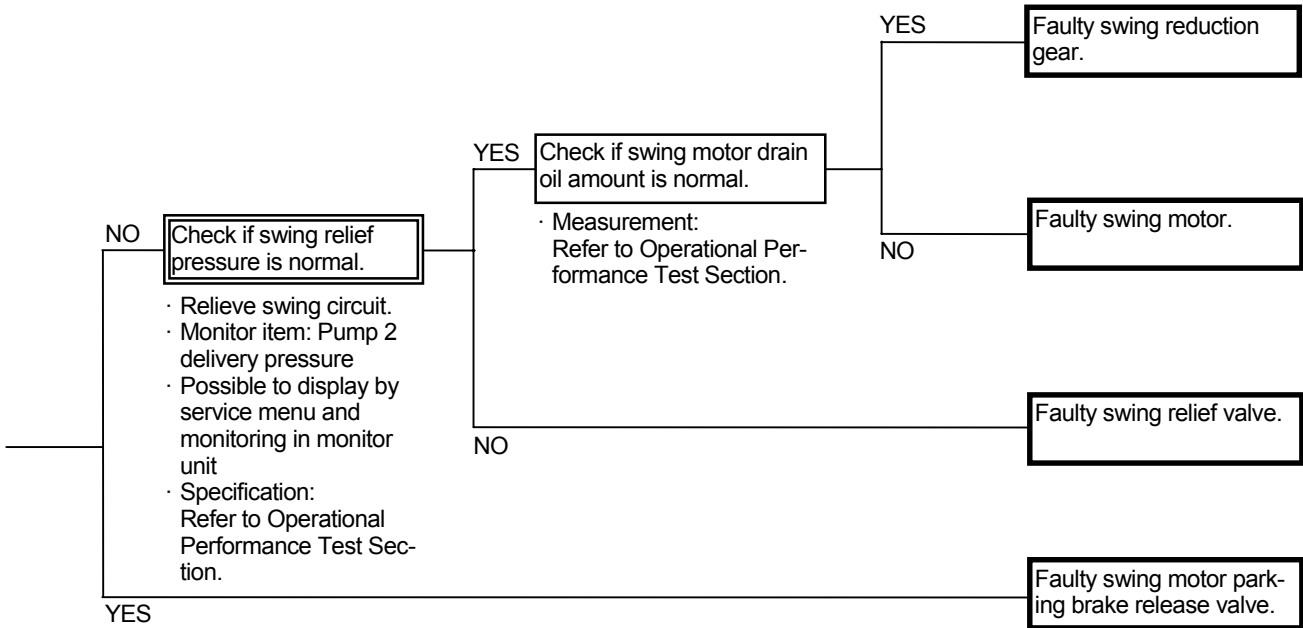 YES
Faulty swing reduction
gear.
YES
Check if swing motor drain
oil amount is normal.
· Measurement:
Refer to Operational Per-
formance Test Section.
NO
Faulty swing motor.
NO
Check if swing relief
pressure is normal.
· Relieve swing circuit.
· Monitor item: Pump 2
delivery pressure
· Possible to display by
service menu and
monitoring in monitor
unit
· Specification:
Refer to Operational
Performance Test Sec-
tion.
NO
Faulty swing relief valve.
YES
Faulty swing motor park-
ing brake release valve.